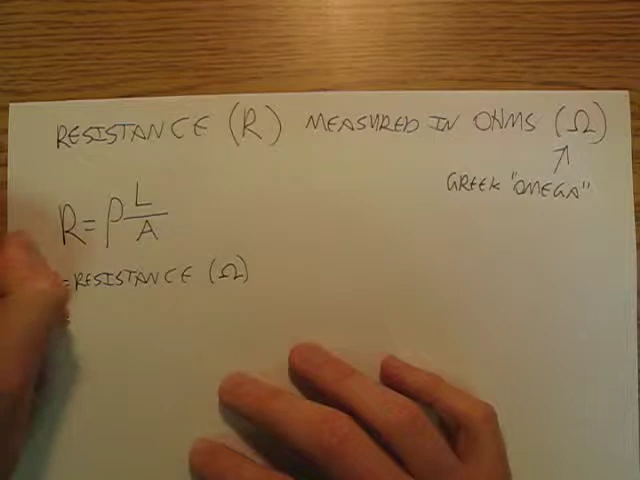 RESISTANCE (R) MEASURED IN OHMS (Ω)
GREEK "OMEGA"
R = ρ L/A
=RESISTANCE (Ω)
=